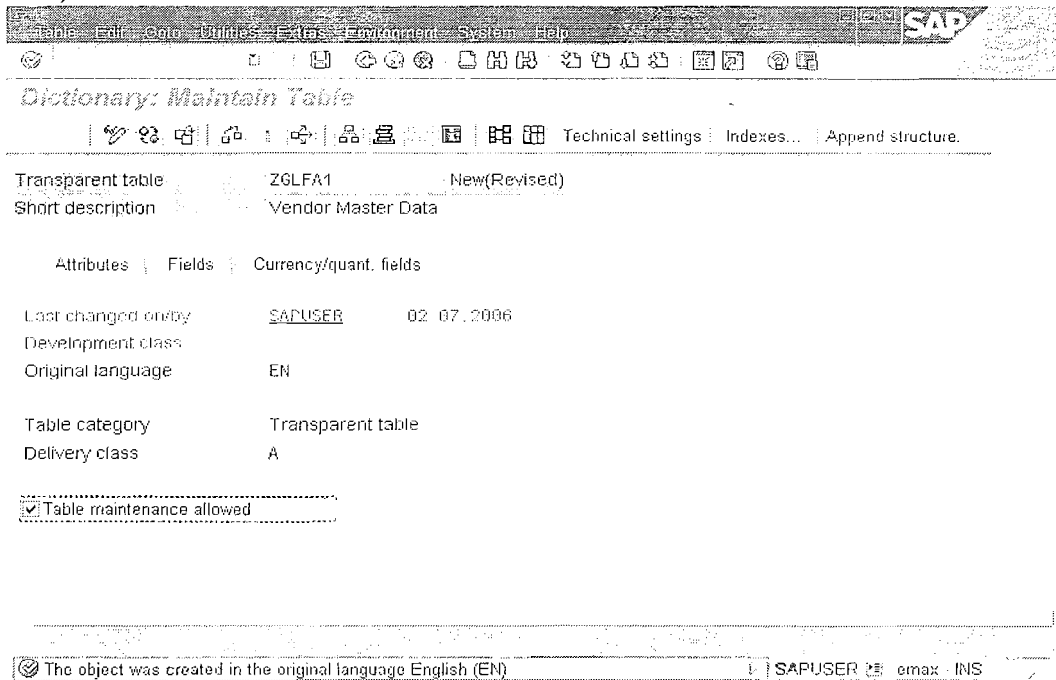 Table Edit Goto Utilities Extras Environment System Help
SAP
Dictionary: Maintain Table
Technical settings Indexes... Append structure.
Transparent table ZGLFA1 New(Revised)
Short description Vendor Master Data
Attributes Fields Currency/quant. fields
Last changed on/by SAPUSER 02.07.2006
Development class
Original language EN
Table category Transparent table
Delivery class A
Table maintenance allowed
The object was created in the original language English (EN) SAPUSER emax INS